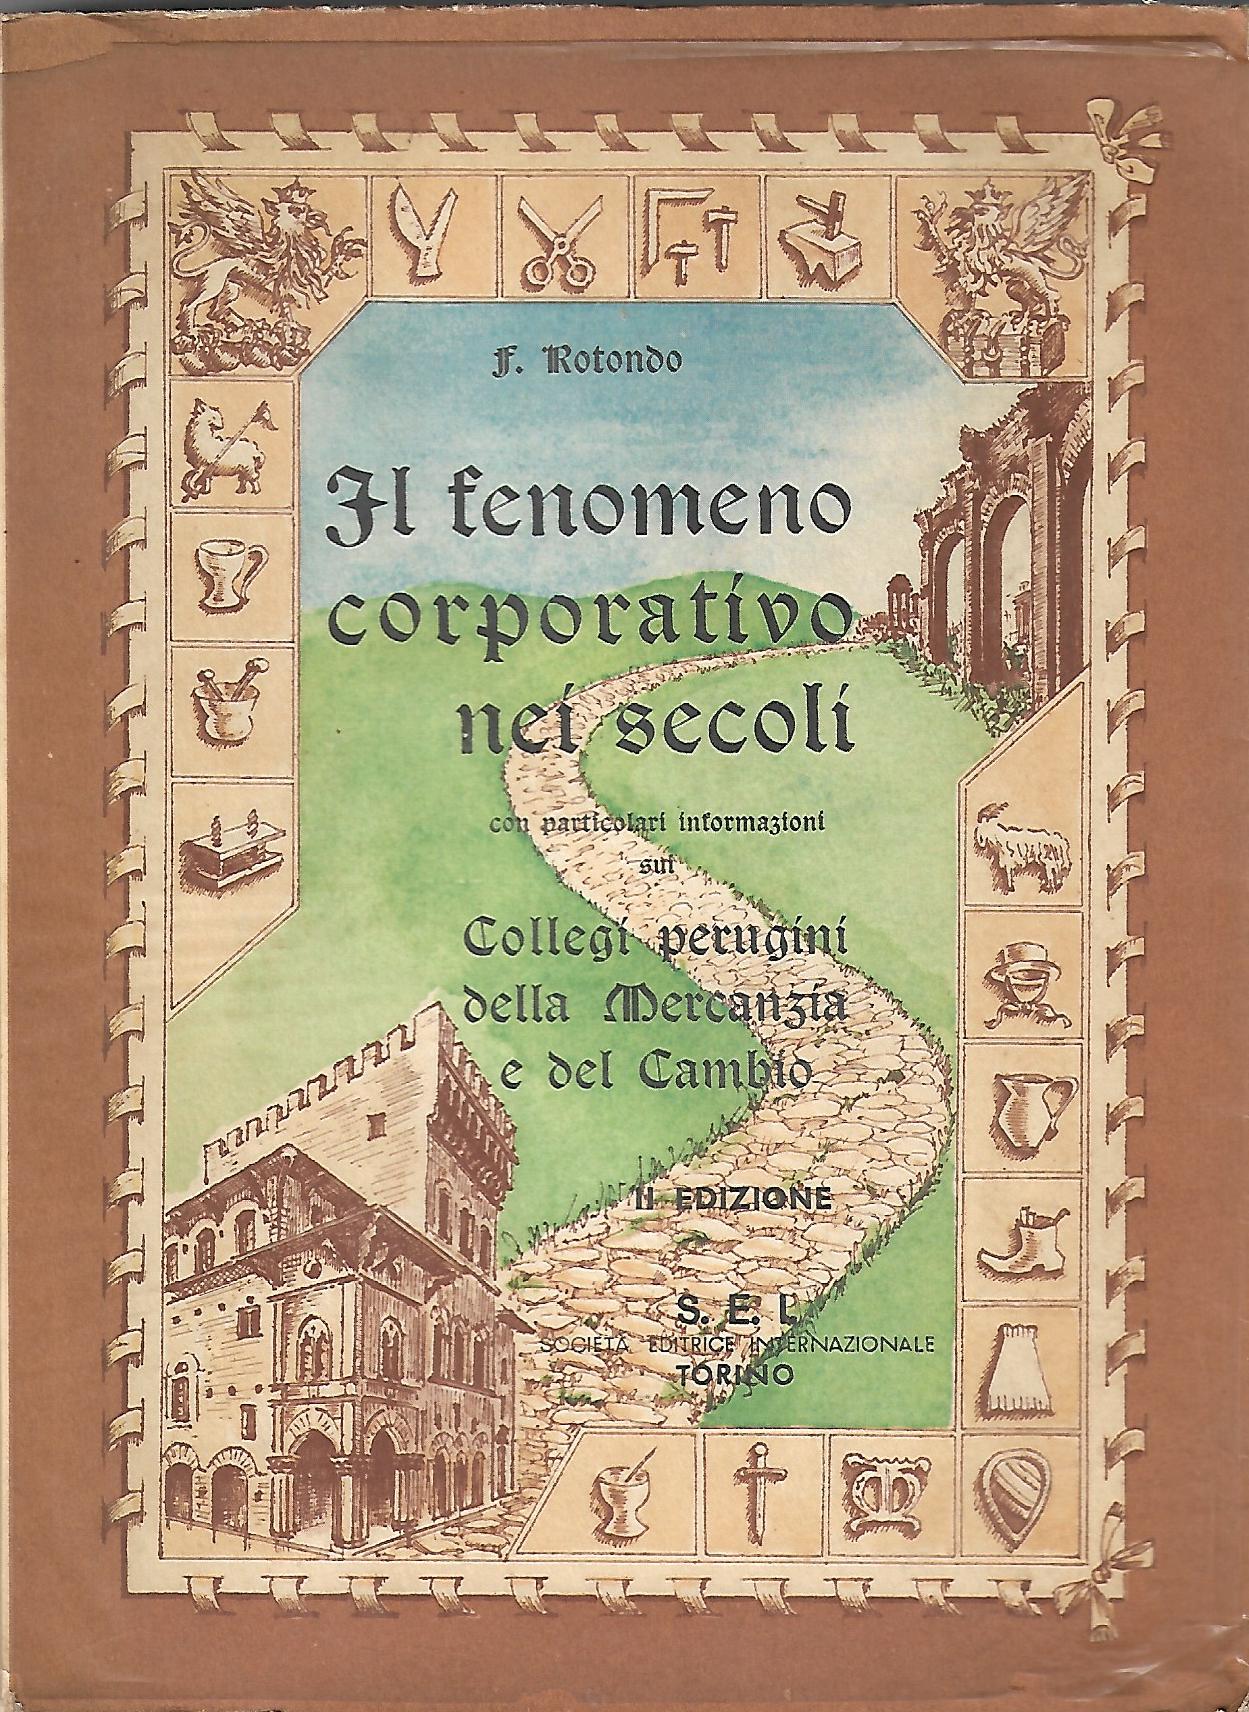 F. Rotondo
Il fenomeno
corporativo
nei secoli
con particolari informazioni
sui
Collegi perugini
della Mercanzia
e del Cambio
II EDIZIONE
S. E. I.
SOCIETÀ EDITRICE INTERNAZIONALE
TORINO